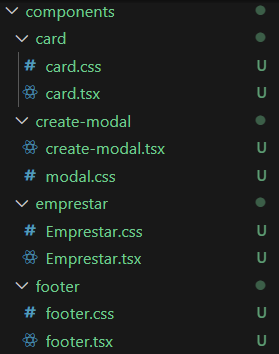 components
card
# card.css U
card.tsx U
create-modal
create-modal.tsx U
# modal.css U
emprestar
# Emprestar.css U
Emprestar.tsx U
footer
# footer.css U
footer.tsx U